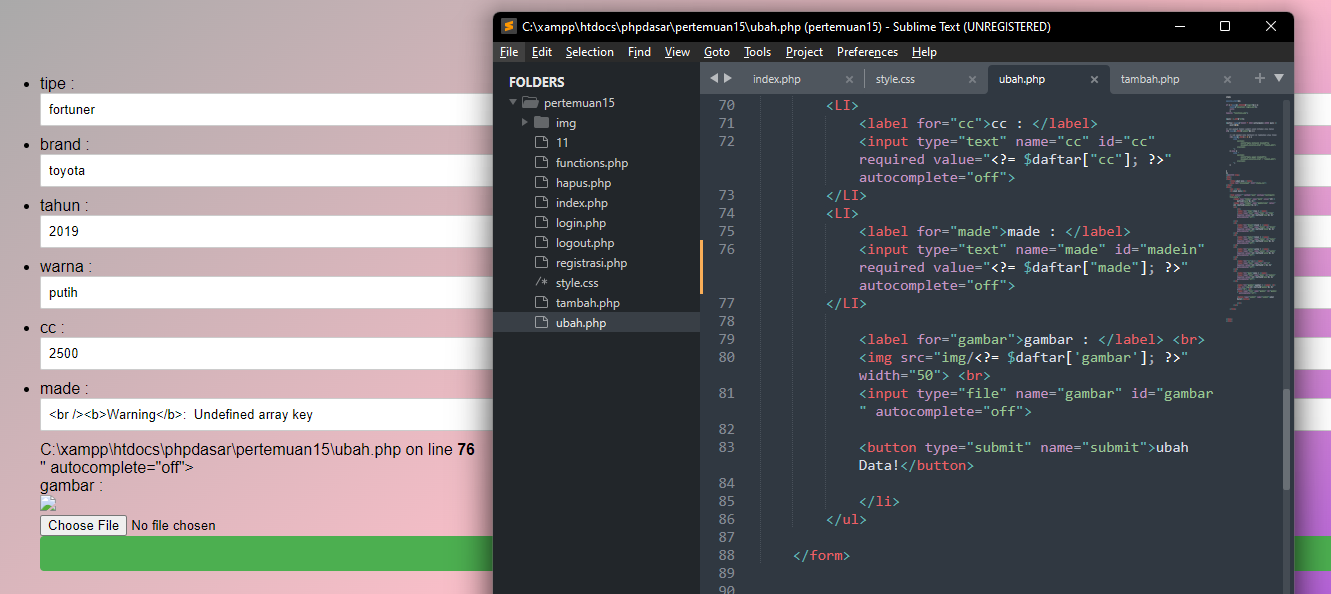 tipe :
fortuner
brand :
toyota
tahun :
2019
warna :
putih
cc :
2500
made :
<br /><b>Warning</b>:  Undefined array key
C:\xampp\htdocs\phpdasar\pertemuan15\ubah.php on line 76
" autocomplete="off">
gambar :
Choose File No file chosen
C:\xampp\htdocs\phpdasar\pertemuan15\ubah.php (pertemuan15) - Sublime Text (UNREGISTERED)
File Edit Selection Find View Goto Tools Project Preferences Help
FOLDERS
pertemuan15
img
11
functions.php
hapus.php
index.php
login.php
logout.php
registrasi.php
/* style.css
tambah.php
ubah.php
index.php style.css ubah.php tambah.php
70 <LI>
71 <label for="cc">cc : </label>
72 <input type="text" name="cc" id="cc"
required value="<?= $daftar["cc"]; ?>"
autocomplete="off">
73 </LI>
74 <LI>
75 <label for="made">made : </label>
76 <input type="text" name="made" id="madein"
required value="<?= $daftar["made"]; ?>"
autocomplete="off">
77 </LI>
78
79 <label for="gambar">gambar : </label> <br>
80 <img src="img/<?= $daftar['gambar']; ?>"
width="50"> <br>
81 <input type="file" name="gambar" id="gambar
" autocomplete="off">
82
83 <button type="submit" name="submit">ubah
Data!</button>
84
85 </li>
86 </ul>
87
88 </form>
89
90